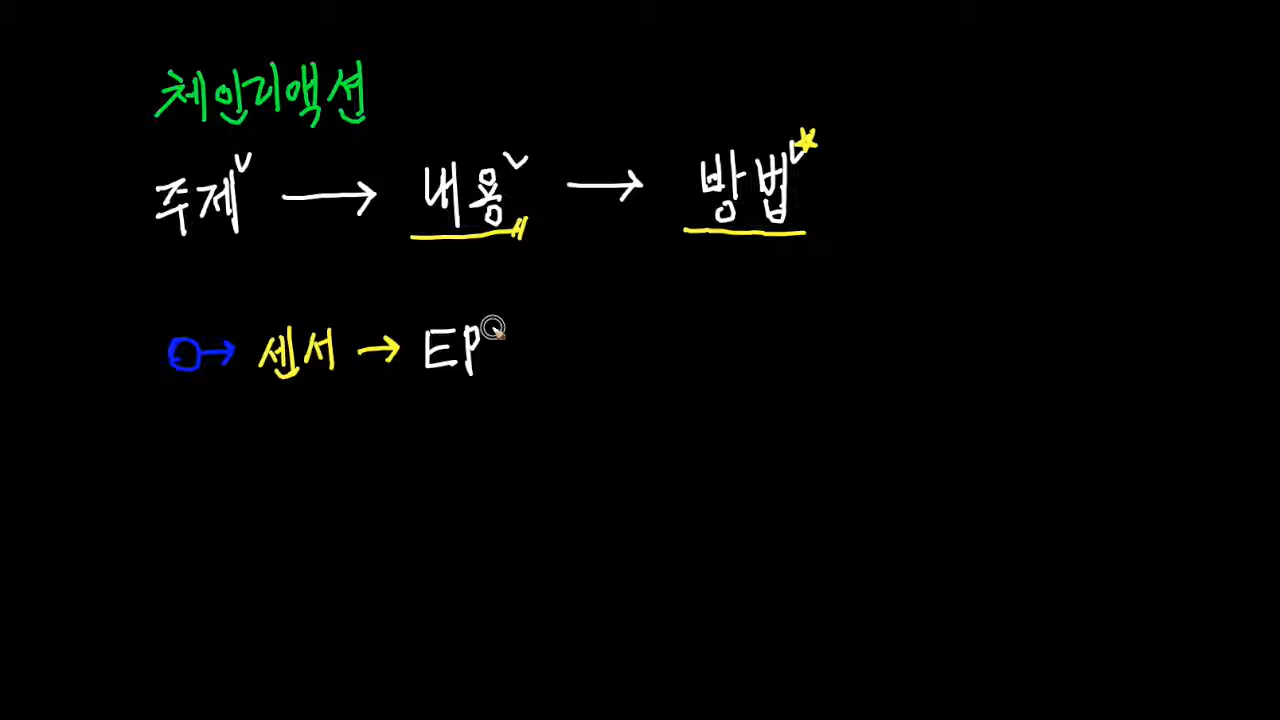 체인리액션
주제 → 내용 → 방법
→ 센서 → EP